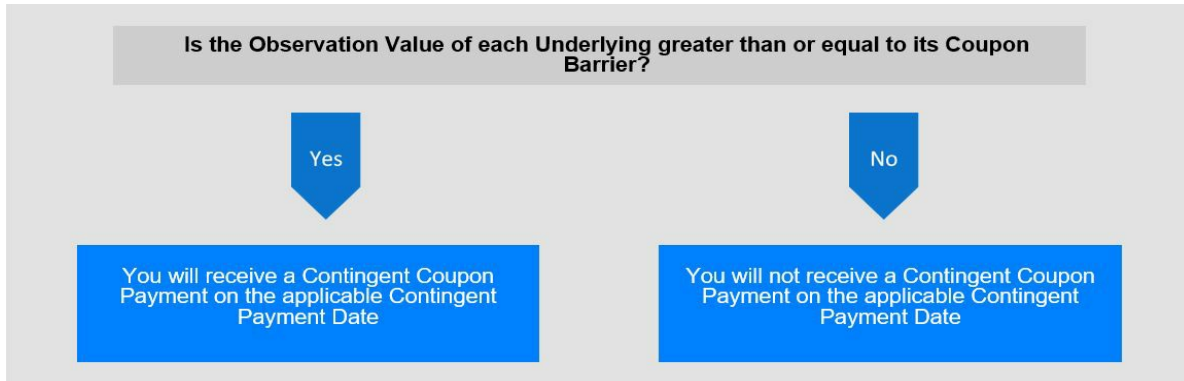 Is the Observation Value of each Underlying greater than or equal to its Coupon
Barrier?
Yes
No
You will receive a Contingent Coupon
Payment on the applicable Contingent
Payment Date
You will not receive a Contingent Coupon
Payment on the applicable Contingent
Payment Date